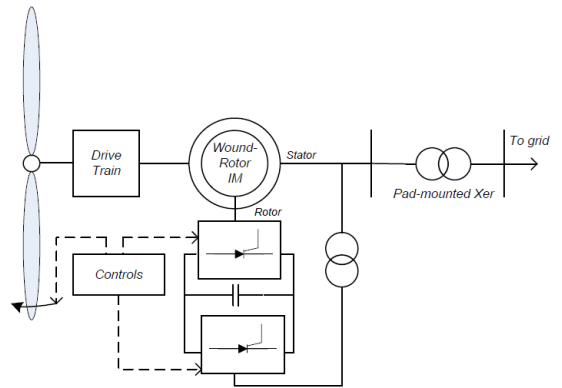 Drive
Train
Wound-
Rotor
IM
Stator
To grid
Pad-mounted Xer
Rotor
Controls